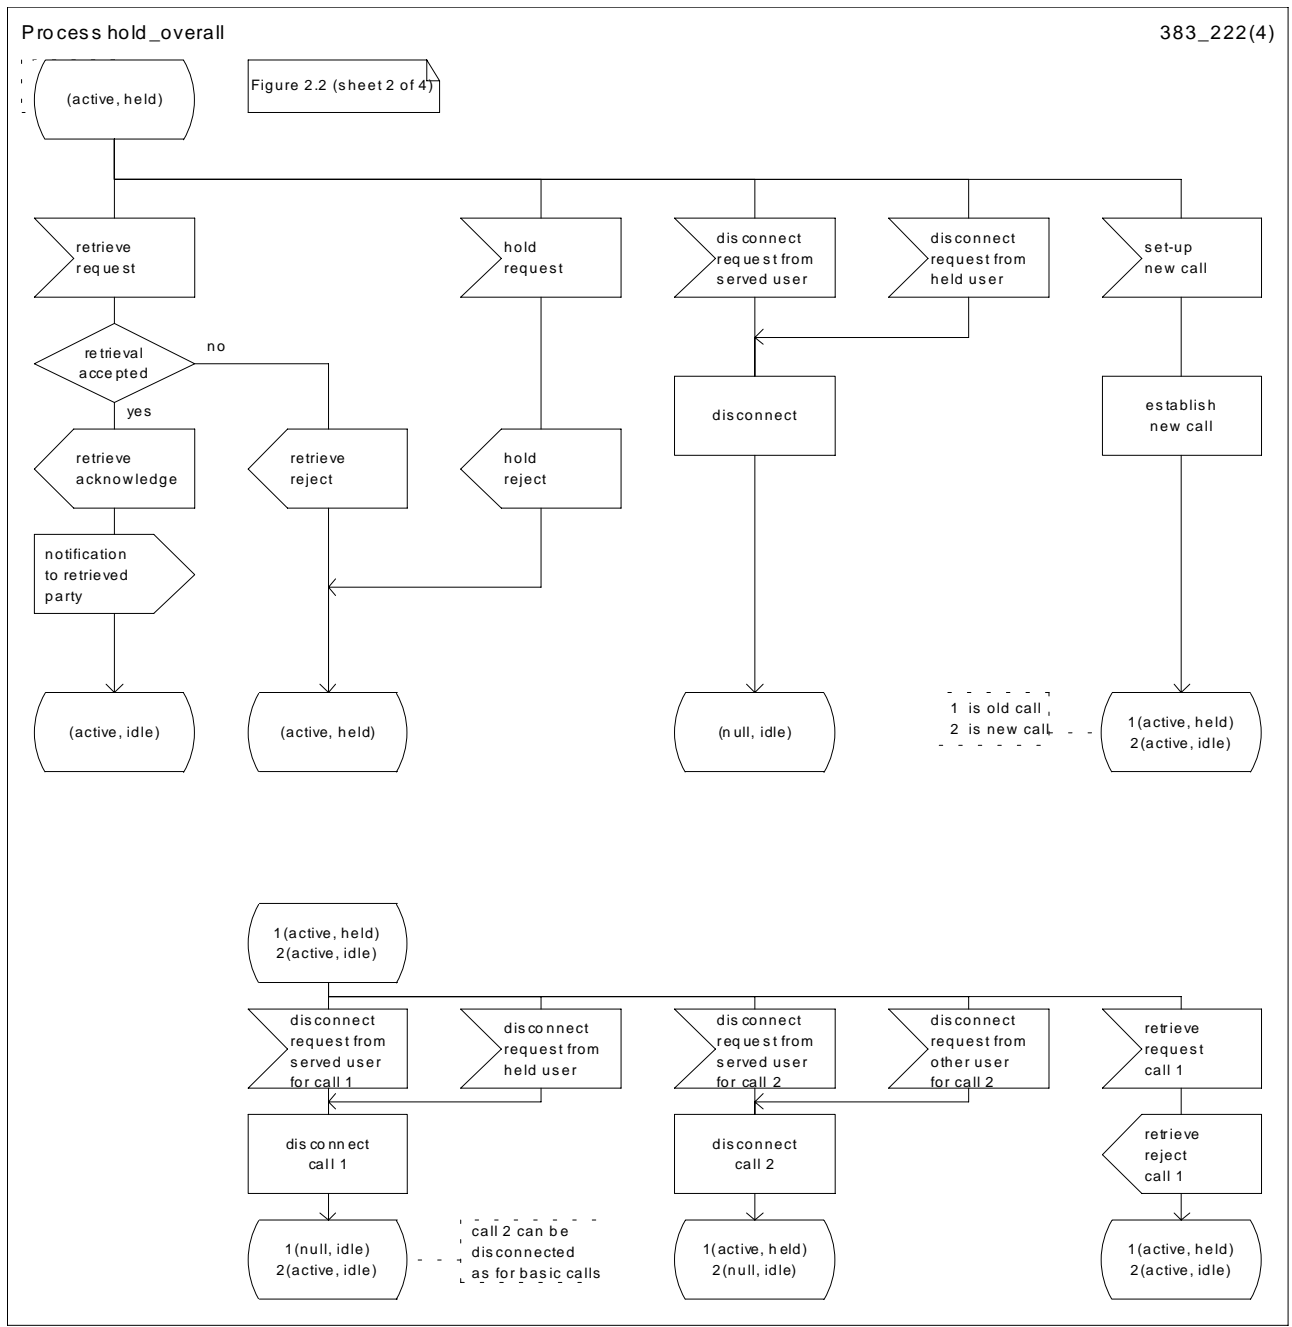 Process hold_overall
383_222(4)
(active, held)
Figure 2.2 (sheet 2 of 4)
retrieve
request
hold
request
disconnect
request from
served user
disconnect
request from
held user
set-up
new call
retrieval
accepted
no
yes
disconnect
establish
new call
retrieve
acknowledge
retrieve
reject
hold
reject
notification
to retrieved
party
(active, idle)
(active, held)
(null, idle)
1 is old call
2 is new call
1(active, held)
2(active, idle)
1(active, held)
2(active, idle)
disconnect
request from
served user
for call 1
disconnect
request from
held user
disconnect
request from
served user
for call 2
disconnect
request from
other user
for call 2
retrieve
request
call 1
disconnect
call 1
disconnect
call 2
retrieve
reject
call 1
1(null, idle)
2(active, idle)
call 2 can be
disconnected
as for basic calls
1(active, held)
2(null, idle)
1(active, held)
2(active, idle)